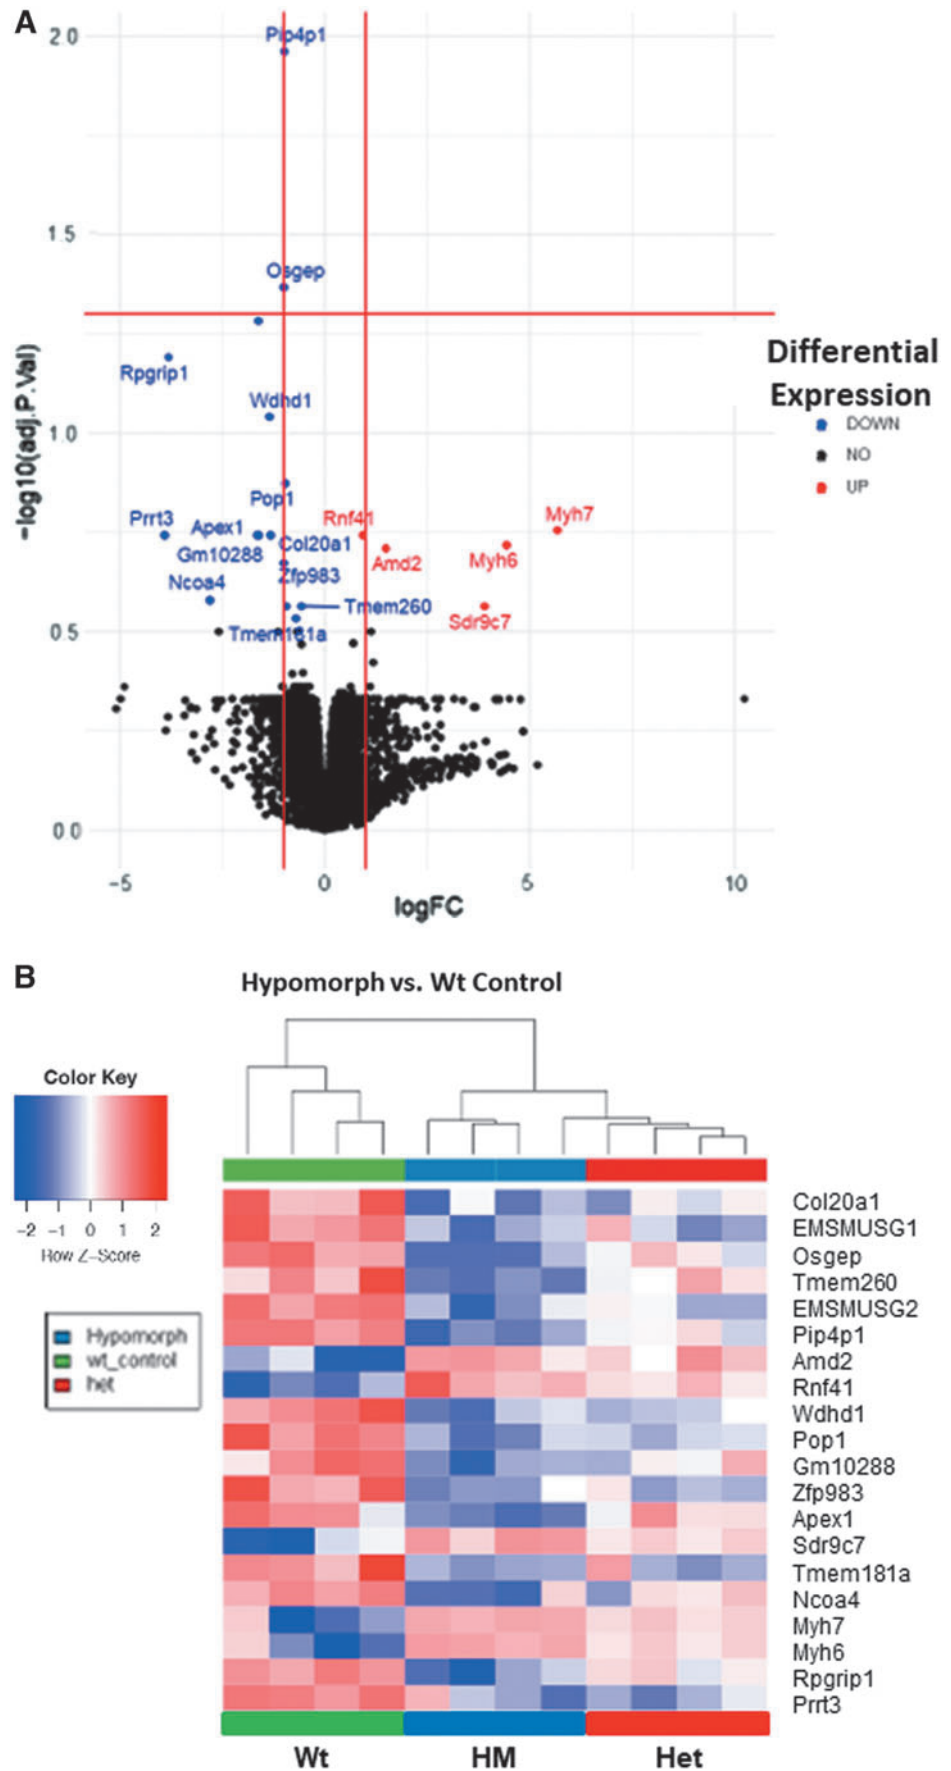 A
Pip4p1
2.0
1.5
Osgep
Rpgrip1
Wdhd1
1.0
Pop1
Prrt3
Apex1
Rnf41
Myh7
Gm10288
Col20a1
Amd2
Myh6
Ncoa4
Zfp983
Tmem260
Sdr9c7
0.5
Tmem181a
0.0
-log10(adj.P.Val)
-5
0
5
10
logFC
Differential
Expression
DOWN
NO
UP
B
Hypomorph vs. Wt Control
Color Key
-2 -1 0 1 2
Row Z-Score
Hypomorph
wt_control
het
Col20a1
EMSMUSG1
Osgep
Tmem260
EMSMUSG2
Pip4p1
Amd2
Rnf41
Wdhd1
Pop1
Gm10288
Zfp983
Apex1
Sdr9c7
Tmem181a
Ncoa4
Myh7
Myh6
Rpgrip1
Prrt3
Wt HM Het